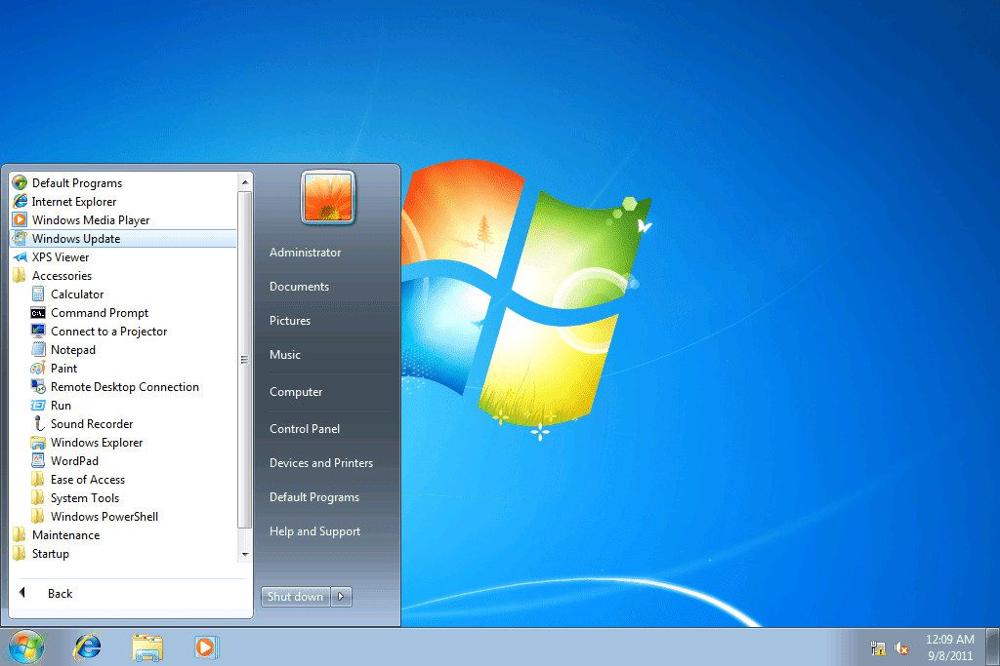 Default Programs
Internet Explorer
Windows Media Player
Windows Update
XPS Viewer
Accessories
Calculator
Command Prompt
Connect to a Projector
Notepad
Paint
Remote Desktop Connection
Run
Sound Recorder
Windows Explorer
WordPad
Ease of Access
System Tools
Windows PowerShell
Maintenance
Startup
Back
Administrator
Documents
Pictures
Music
Computer
Control Panel
Devices and Printers
Default Programs
Help and Support
Shut down
12:09 AM
9/8/2011